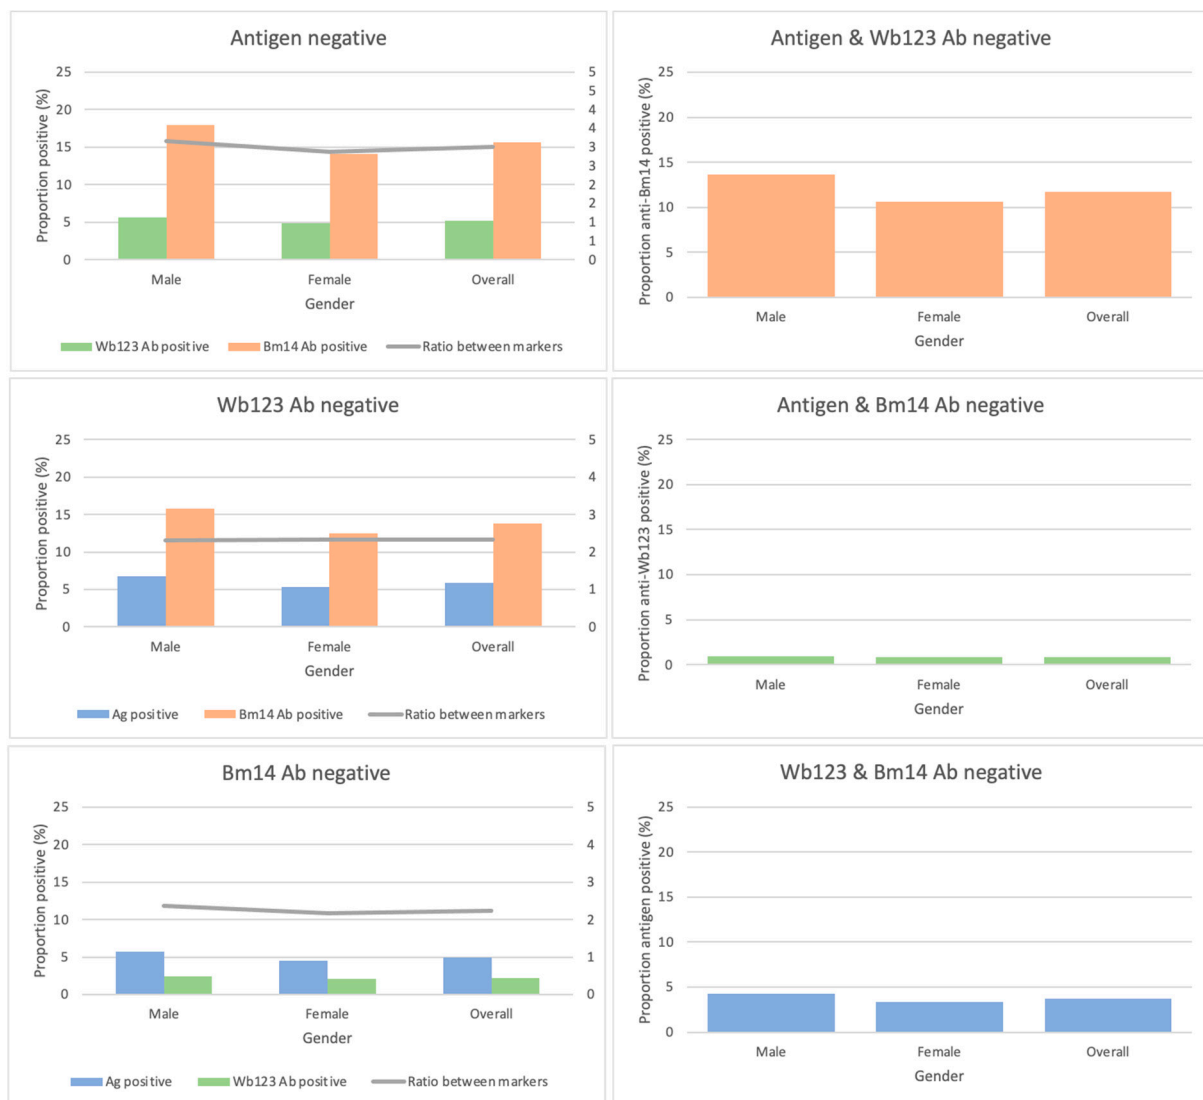 Antigen negative
Proportion positive (%)
25
20
15
10
5
0
5
5
4
4
3
3
2
2
1
1
0
Male Female Overall
Gender
Wb123 Ab positive Bm14 Ab positive Ratio between markers
Antigen & Wb123 Ab negative
Proportion anti-Bm14 positive (%)
25
20
15
10
5
0
Male Female Overall
Gender
Wb123 Ab negative
Proportion positive (%)
25
20
15
10
5
0
5
4
3
2
1
0
Male Female Overall
Gender
Ag positive Bm14 Ab positive Ratio between markers
Antigen & Bm14 Ab negative
Proportion anti-Wb123 positive (%)
25
20
15
10
5
0
Male Female Overall
Gender
Bm14 Ab negative
Proportion positive (%)
25
20
15
10
5
0
5
4
3
2
1
0
Male Female Overall
Gender
Ag positive Wb123 Ab positive Ratio between markers
Wb123 & Bm14 Ab negative
Proportion antigen positive (%)
25
20
15
10
5
0
Male Female Overall
Gender